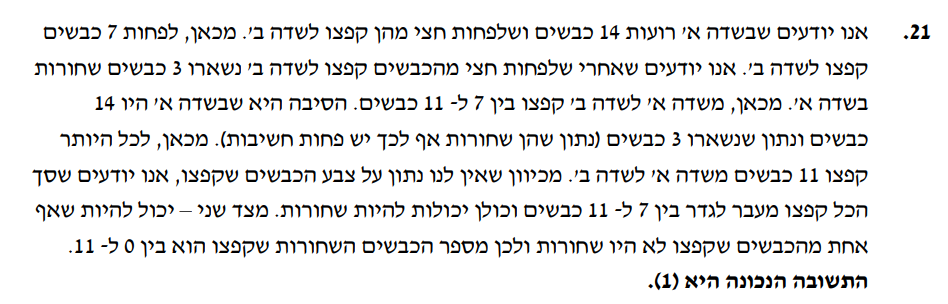 21. אנו יודעים שבשדה א' רועות 14 כבשים ושלפחות חצי מהן קפצו לשדה ב'. מכאן, לפחות 7 כבשים
קפצו לשדה ב'. אנו יודעים שאחרי שלפחות חצי מהכבשים קפצו לשדה ב' נשארו 3 כבשים שחורות
בשדה א'. מכאן, משדה א' לשדה ב' קפצו בין 7 ל- 11 כבשים. הסיבה היא שבשדה א' היו 14
כבשים ונתון שנשארו 3 כבשים (נתון שהן שחורות אף לכך יש פחות חשיבות). מכאן, לכל היותר
קפצו 11 כבשים משדה א' לשדה ב'. מכיוון שאין לנו נתון על צבע הכבשים שקפצו, אנו יודעים שסך
הכל קפצו מעבר לגדר בין 7 ל- 11 כבשים וכולן יכולות להיות שחורות. מצד שני – יכול להיות שאף
אחת מהכבשים שקפצו לא היו שחורות ולכן מספר הכבשים השחורות שקפצו הוא בין 0 ל- 11.
התשובה הנכונה היא (1).